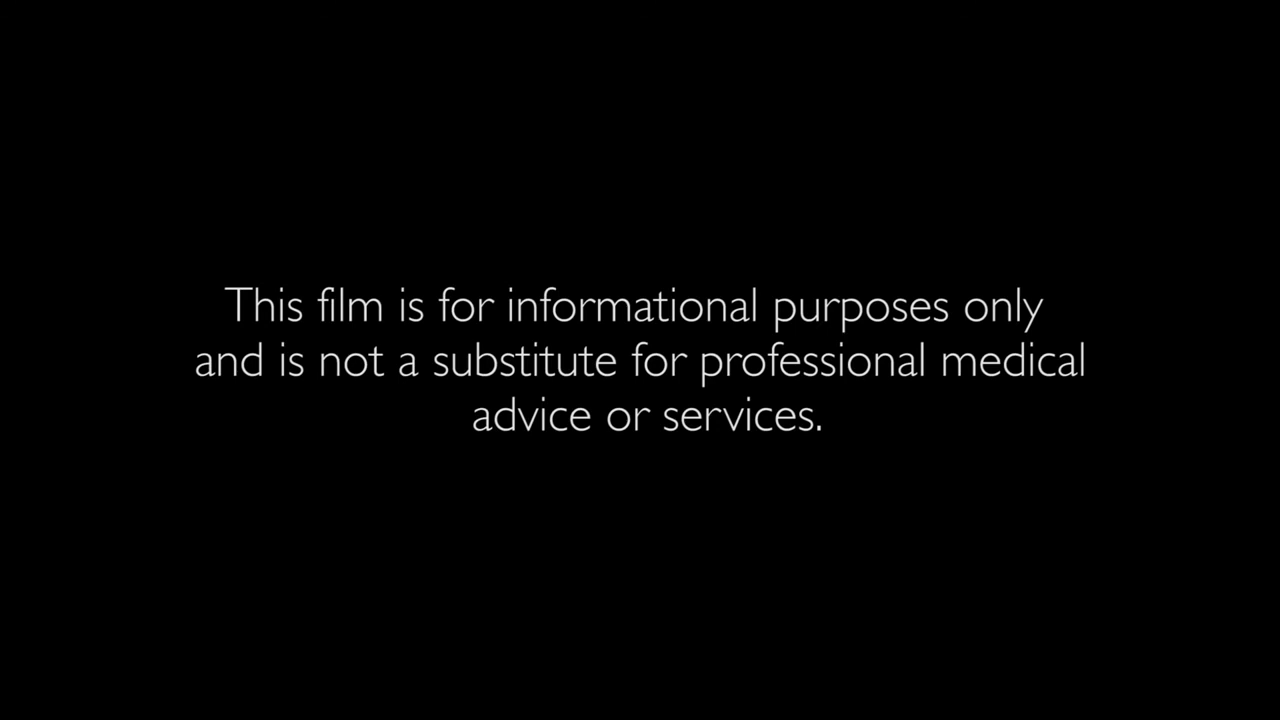 This film is for informational purposes only
and is not a substitute for professional medical
advice or services.